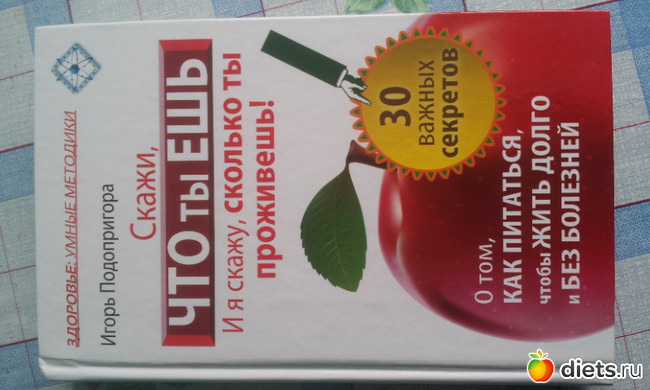 ЗДОРОВЬЕ: УМНЫЕ МЕТОДИКИ
Игорь Подопригора
Скажи,
ЧТО ТЫ ЕШЬ
И я скажу, сколько ты
проживешь!
30
важных
секретов
О том,
КАК ПИТАТЬСЯ,
чтобы ЖИТЬ ДОЛГО
и БЕЗ БОЛЕЗНЕЙ
diets.ru